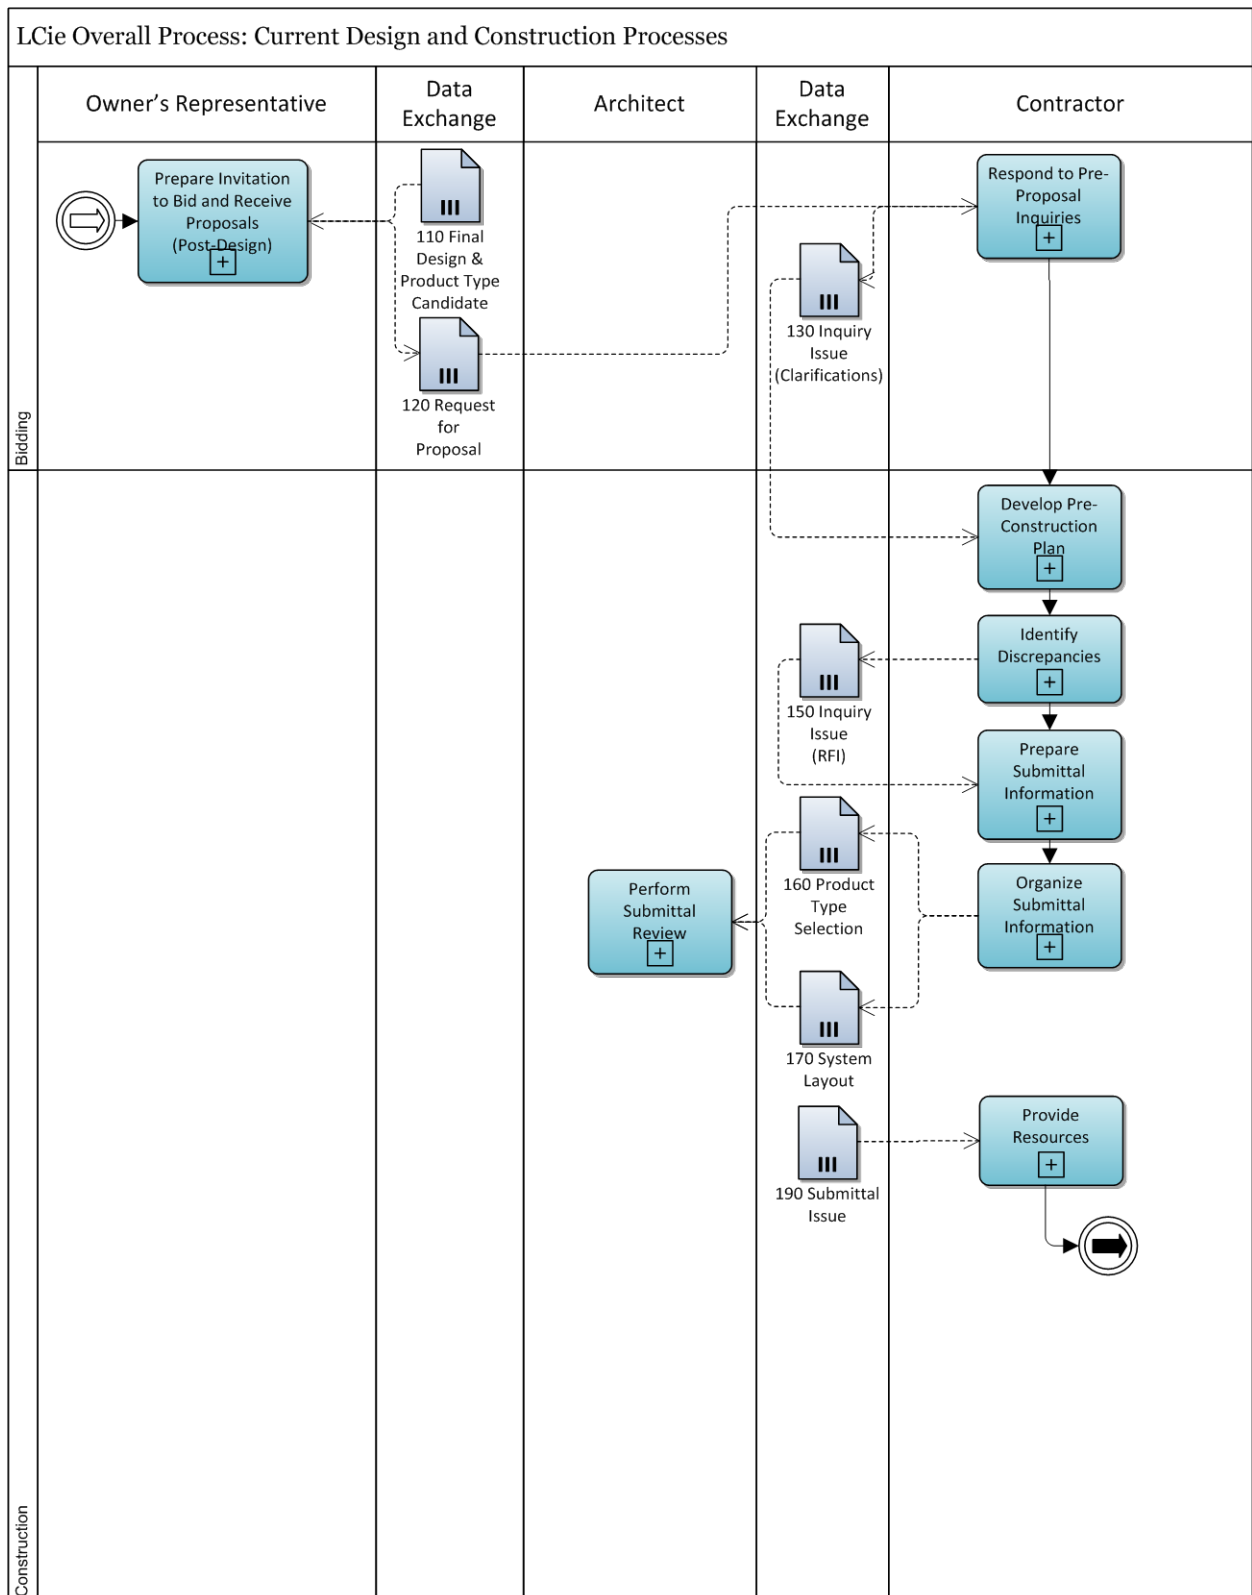 LCie Overall Process: Current Design and Construction Processes
Owner's Representative
Data
Exchange
Architect
Data
Exchange
Contractor
Bidding
Prepare Invitation
to Bid and Receive
Proposals
(Post-Design)
110 Final
Design &
Product Type
Candidate
120 Request
for
Proposal
Respond to Pre-
Proposal
Inquiries
130 Inquiry
Issue
(Clarifications)
Construction
Develop Pre-
Construction
Plan
Identify
Discrepancies
150 Inquiry
Issue
(RFI)
Prepare
Submittal
Information
Organize
Submittal
Information
160 Product
Type
Selection
Perform
Submittal
Review
170 System
Layout
190 Submittal
Issue
Provide
Resources